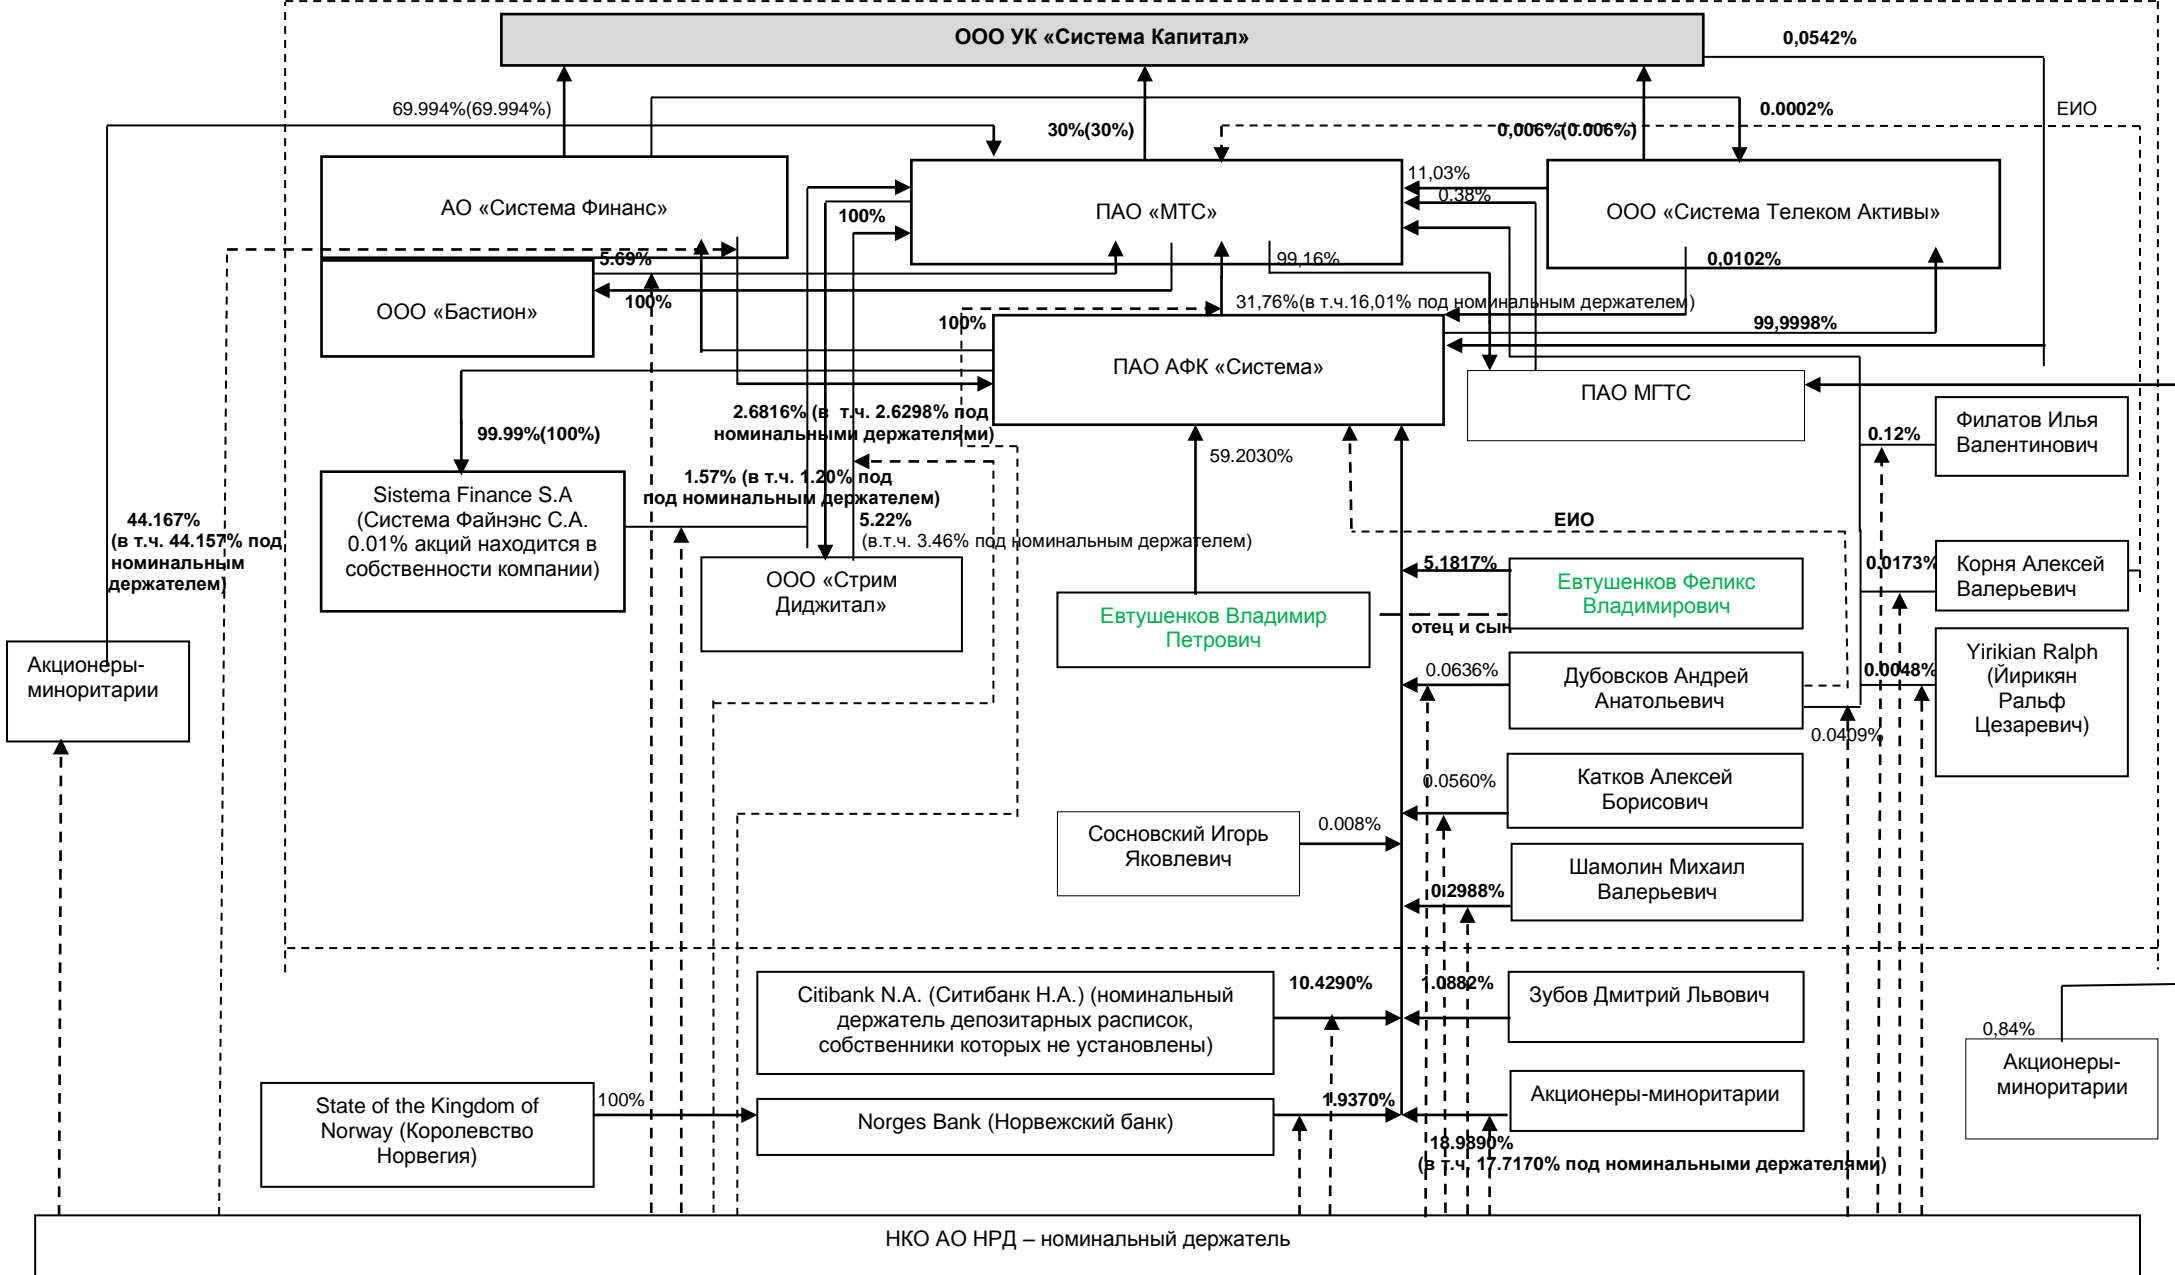 ООО УК «Система Капитал»
0,0542%
69.994%(69.994%)
30%(30%)
0,006%(0.006%)
0.0002%
ЕИО
АО «Система Финанс»
100%
ПАО «МТС»
11,03%
0.38%
ООО «Система Телеком Активы»
5.69%
99,16%
0,0102%
ООО «Бастион»
100%
31,76%(в т.ч.16,01% под номинальным держателем)
100%
99,9998%
ПАО АФК «Система»
ПАО МГТС
2.6816% (в т.ч. 2.6298% под
номинальными держателями)
99.99%(100%)
59.2030%
0.12%
Филатов Илья
Валентинович
1.57% (в т.ч. 1.20% под
под номинальным держателем)
Sistema Finance S.A
(Система Файнэнс С.А.
0.01% акций находится в
собственности компании)
44.167%
(в т.ч. 44.157% под
номинальным
держателем)
5.22%
(в.т.ч. 3.46% под номинальным держателем)
ЕИО
ООО «Стрим
Диджитал»
5.1817%
Евтушенков Феликс
Владимирович
0.0173%
Корня Алексей
Валерьевич
Евтушенков Владимир
Петрович
отец и сын
Акционеры-
миноритарии
0.0636%
Дубовсков Андрей
Анатольевич
0.0048%
Yirikian Ralph
(Йирикян
Ральф
Цезаревич)
0.0409%
0.0560%
Катков Алексей
Борисович
Сосновский Игорь
Яковлевич
0.008%
Шамолин Михаил
Валерьевич
0.2988%
Citibank N.A. (Ситибанк Н.А.) (номинальный
держатель депозитарных расписок,
собственники которых не установлены)
10.4290%
1.0882%
Зубов Дмитрий Львович
0,84%
Акционеры-
миноритарии
State of the Kingdom of
Norway (Королевство
Норвегия)
100%
Norges Bank (Норвежский банк)
1.9370%
Акционеры-миноритарии
18.9890%
(в т.ч. 17.7170% под номинальными держателями)
НКО АО НРД – номинальный держатель